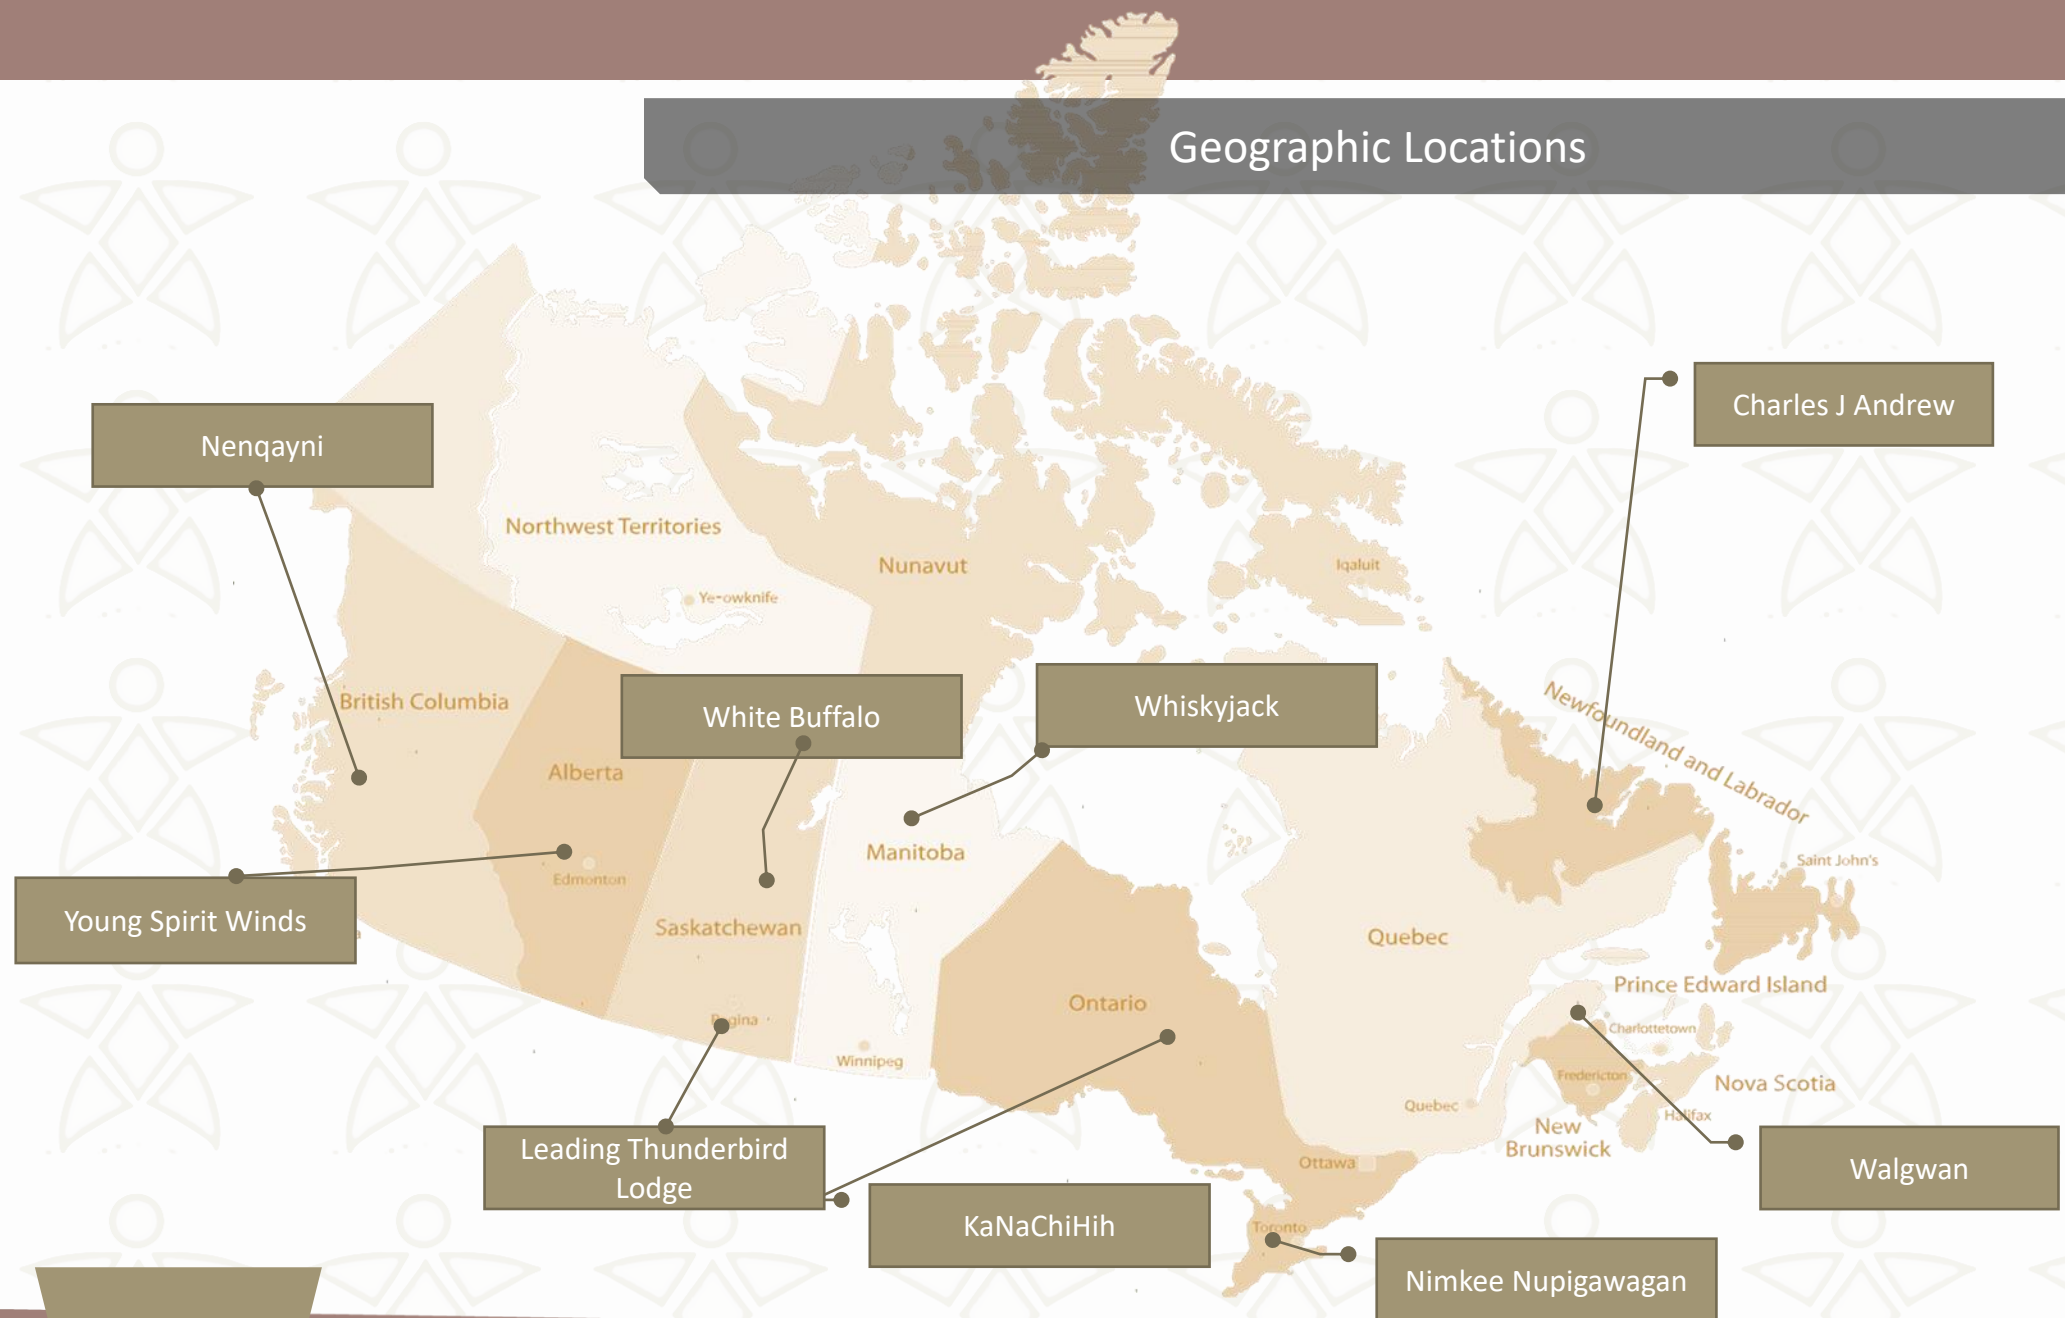 Geographic Locations
Charles J Andrew
Nenqayni
Northwest Territories
Nunavut
Iqaluit
Ye-owknife
British Columbia
White Buffalo
Whiskyjack
Newfoundland and Labrador
Alberta
Manitoba
Edmonton
Saint John's
Young Spirit Winds
Saskatchewan
Quebec
Prince Edward Island
Ontario
Regina
Charlottetown
Winnipeg
Fredericton
Nova Scotia
Quebec
Halifax
New
Brunswick
Leading Thunderbird
Lodge
Ottawa
Walgwan
KaNaChiHih
Toronto
Nimkee Nupigawagan